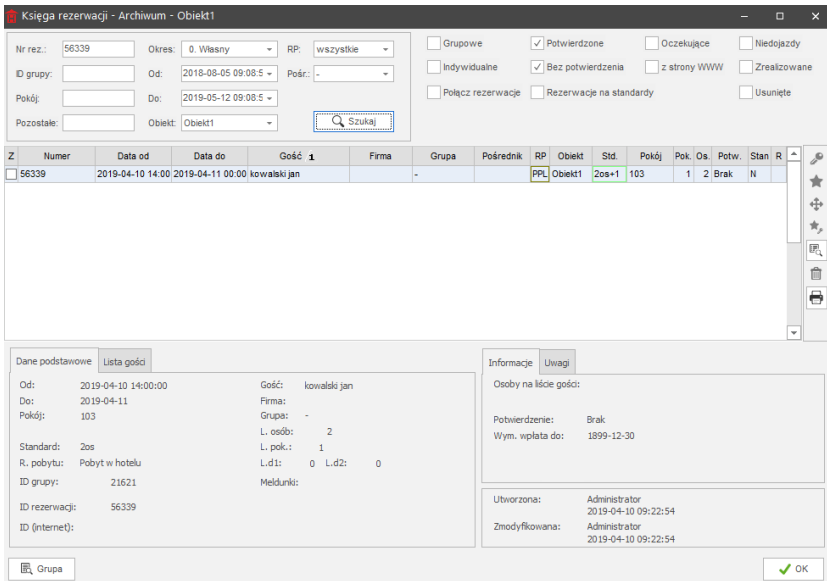 Księga rezerwacji - Archiwum - Obiekt1
Nr rez.: 56339 Okres: 0. Własny RP: wszystkie
ID grupy: Od: 2018-08-05 09:08:5 Pośr.: -
Pokój: Do: 2019-05-12 09:08:5
Pozostałe: Obiekt: Obiekt1 Szukaj
Grupowe Potwierdzone Oczekujące Niedojazdy
Indywidualne Bez potwierdzenia z strony WWW Zrealizowane
Połącz rezerwacje Rezerwacje na standardy Usunięte
Z Numer Data od Data do Gość 1 Firma Grupa Pośrednik RP Obiekt Std. Pokój Pok. Os. Potw. Stan R
56339 2019-04-10 14:00 2019-04-11 00:00 kowalski jan - PPL Obiekt1 2os+1 103 1 2 Brak N
Dane podstawowe Lista gości
Od: 2019-04-10 14:00:00 Gość: kowalski jan
Do: 2019-04-11 Firma:
Pokój: 103 Grupa: -
L. osób: 2
Standard: 2os L. pok.: 1
R. pobytu: Pobyt w hotelu L.d1: 0 L.d2: 0
ID grupy: 21621 Meldunki:
ID rezerwacji: 56339
ID (internet):
Informacje Uwagi
Osoby na liście gości:
Potwierdzenie: Brak
Wym. wpłata do: 1899-12-30
Utworzona: Administrator
2019-04-10 09:22:54
Zmodyfikowana: Administrator
2019-04-10 09:22:54
Grupa OK